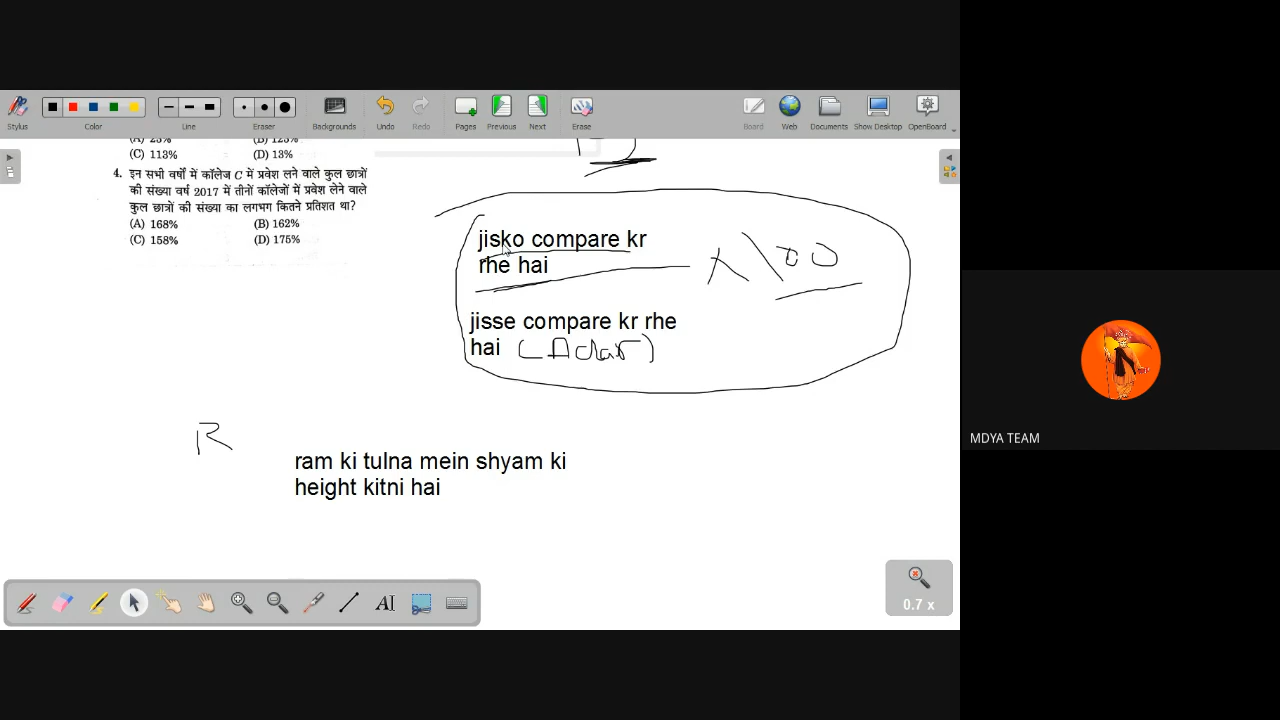 Stylus
Color
Line
Eraser
Backgrounds
Undo
Redo
Pages
Previous
Next
Erase
Board
Web
Documents
Show Desktop
OpenBoard
(A) 25% (B) 125%
(C) 113% (D) 13%
4. इन सभी वर्षों में कॉलेज C में प्रवेश लेने वाले कुल छात्रों
की संख्या वर्ष 2017 में तीनों कॉलेजों में प्रवेश लेने वाले
कुल छात्रों की संख्या का लगभग कितने प्रतिशत था?
(A) 168% (B) 162%
(C) 158% (D) 175%
jisko compare kr
rhe hai
x 100
jisse compare kr rhe
hai (Adar)
R
ram ki tulna mein shyam ki
height kitni hai
MDYA TEAM
0.7 x